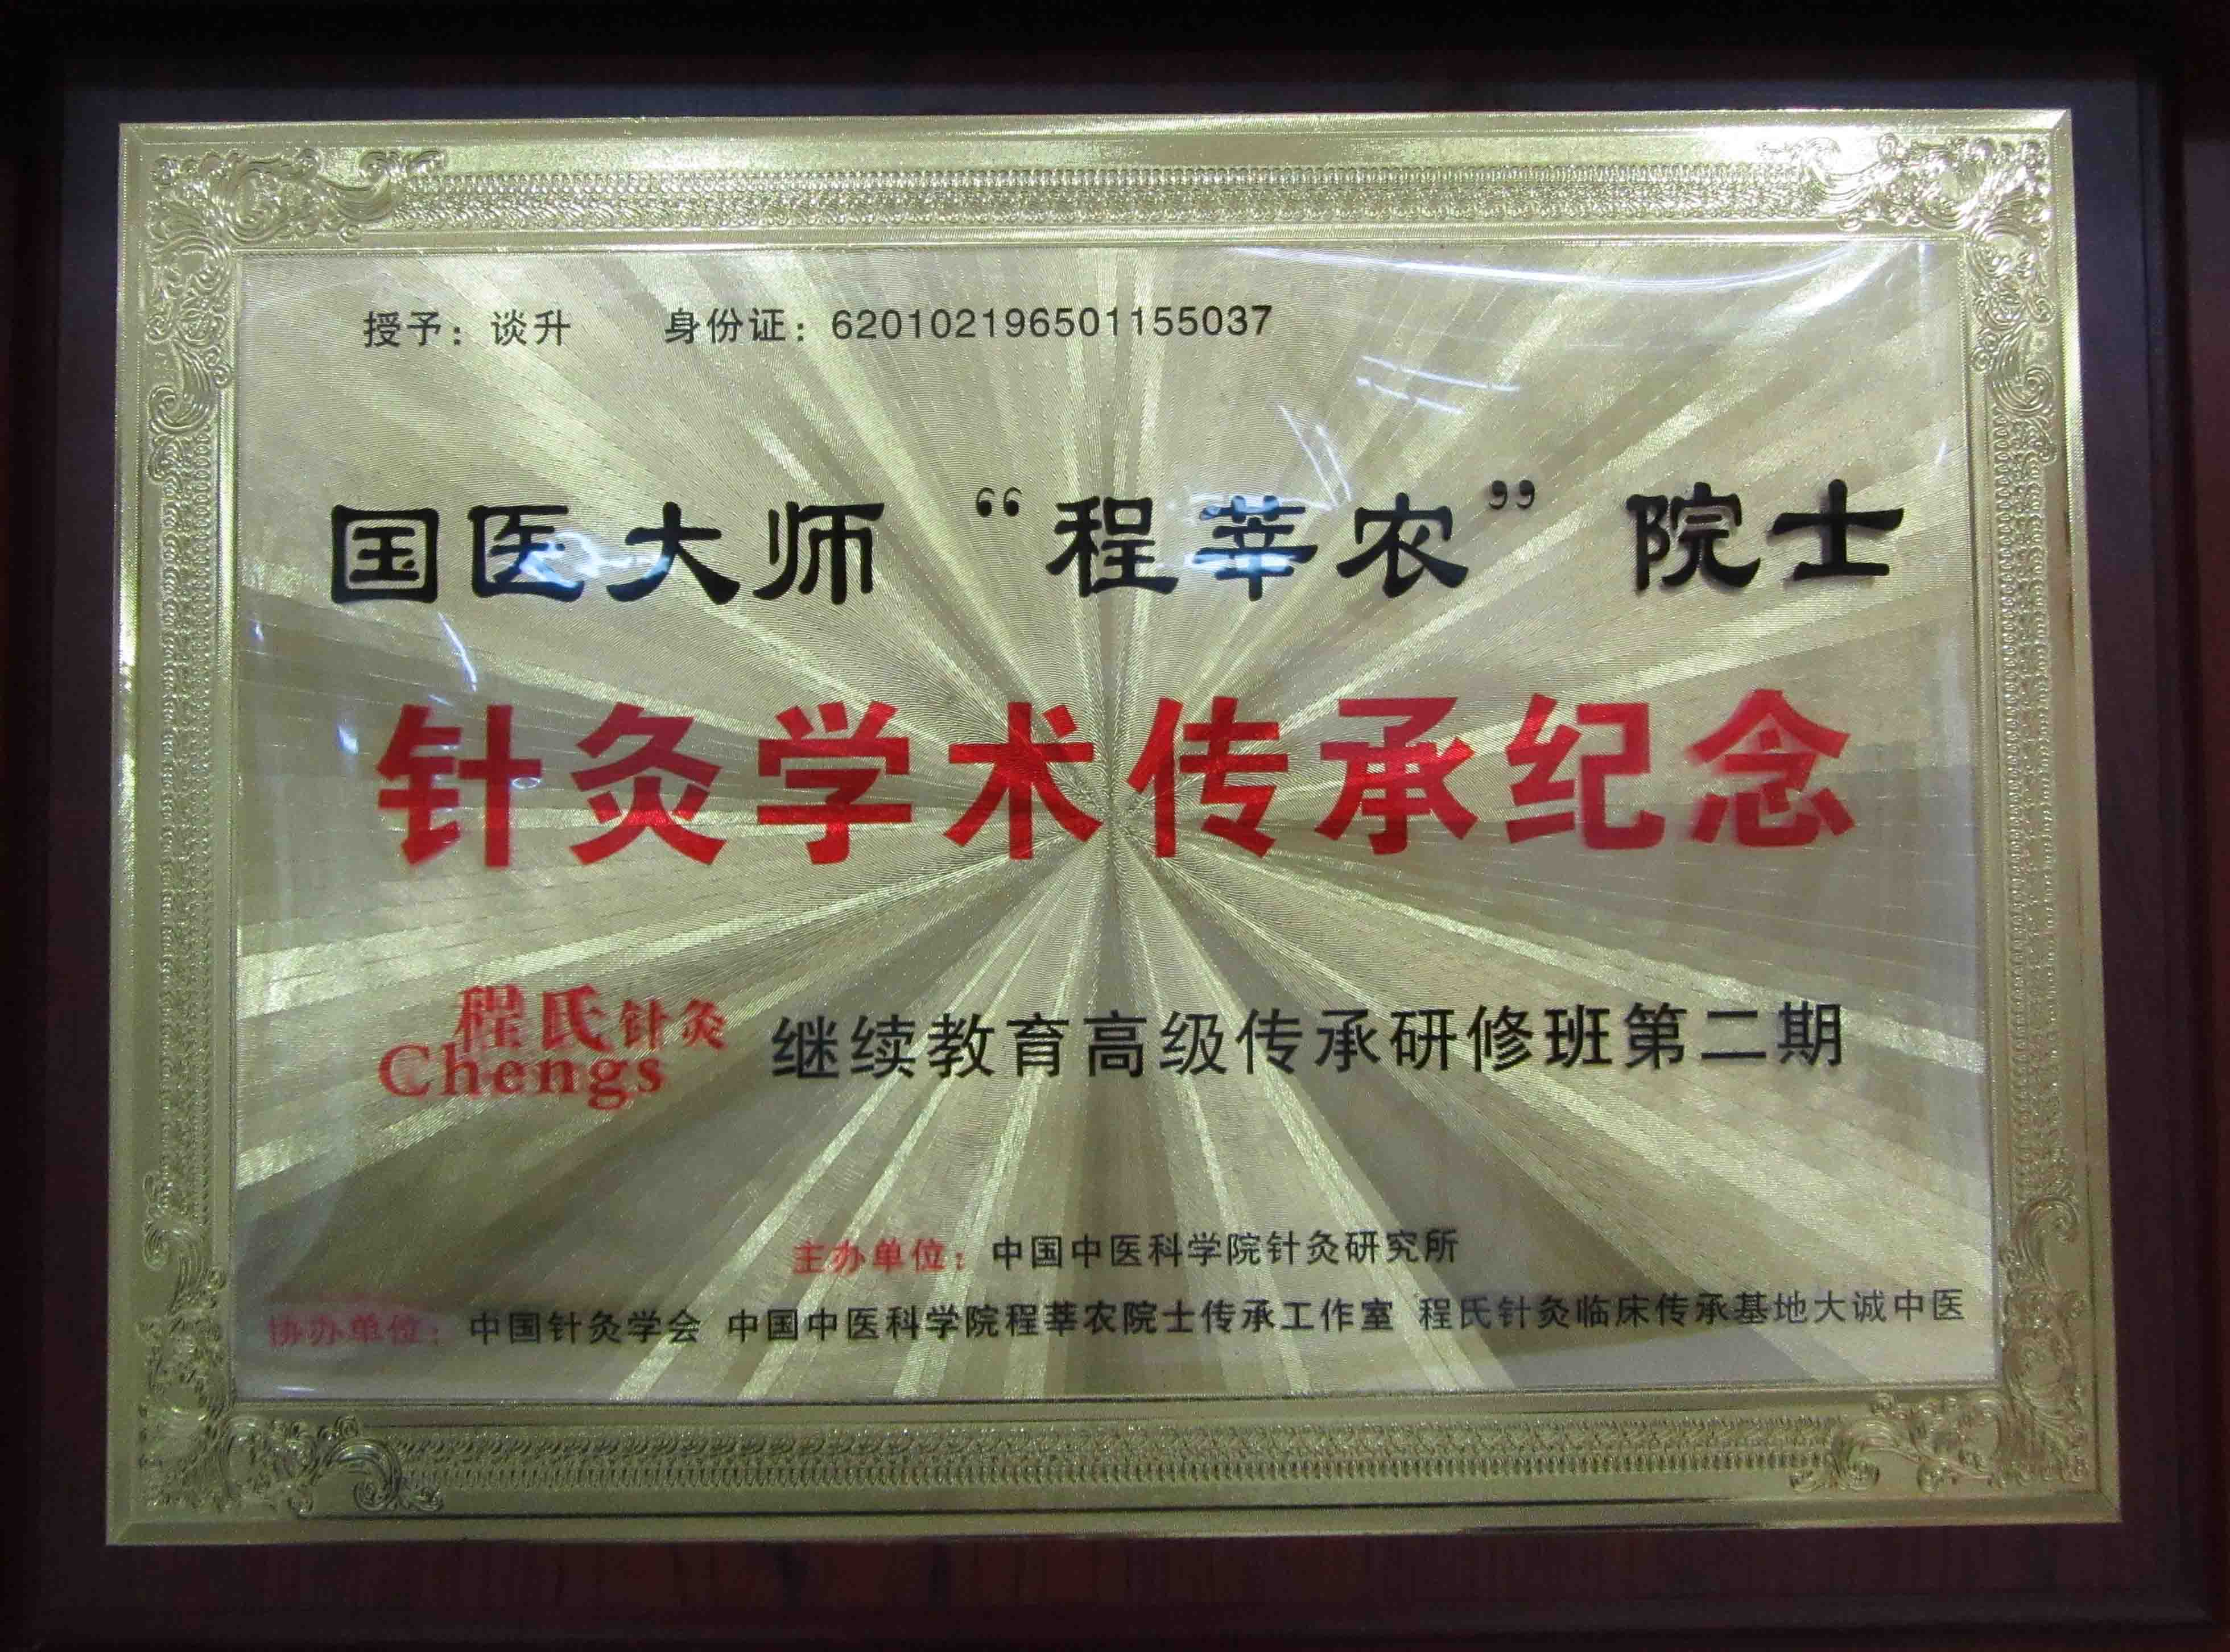 授予：谈升 身份证：620102196501155037
国医大师“程莘农”院士
针灸学术传承纪念
程氏针灸
Chengs
继续教育高级传承研修班第二期
主办单位：中国中医科学院针灸研究所
协办单位：中国针灸学会 中国中医科学院程莘农院士传承工作室 程氏针灸临床传承基地大诚中医